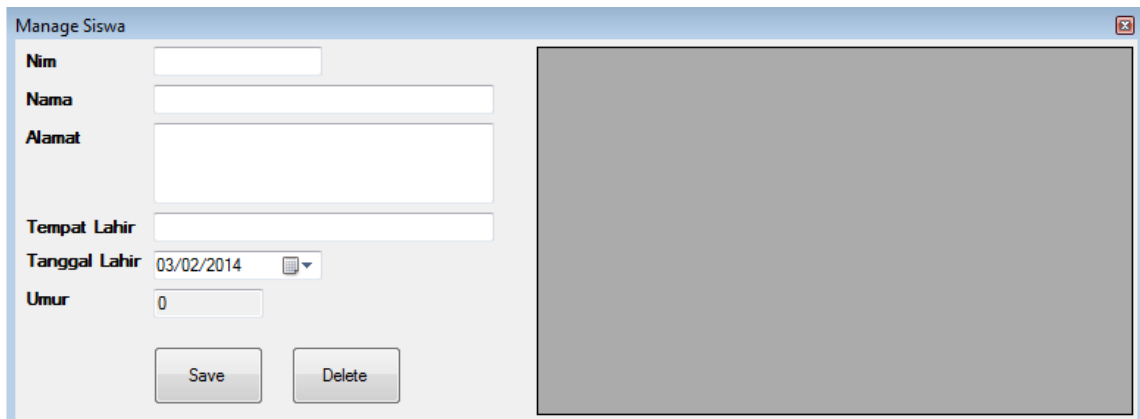 Manage Siswa
Nim
Nama
Alamat
Tempat Lahir
Tanggal Lahir 03/02/2014
Umur 0
Save Delete